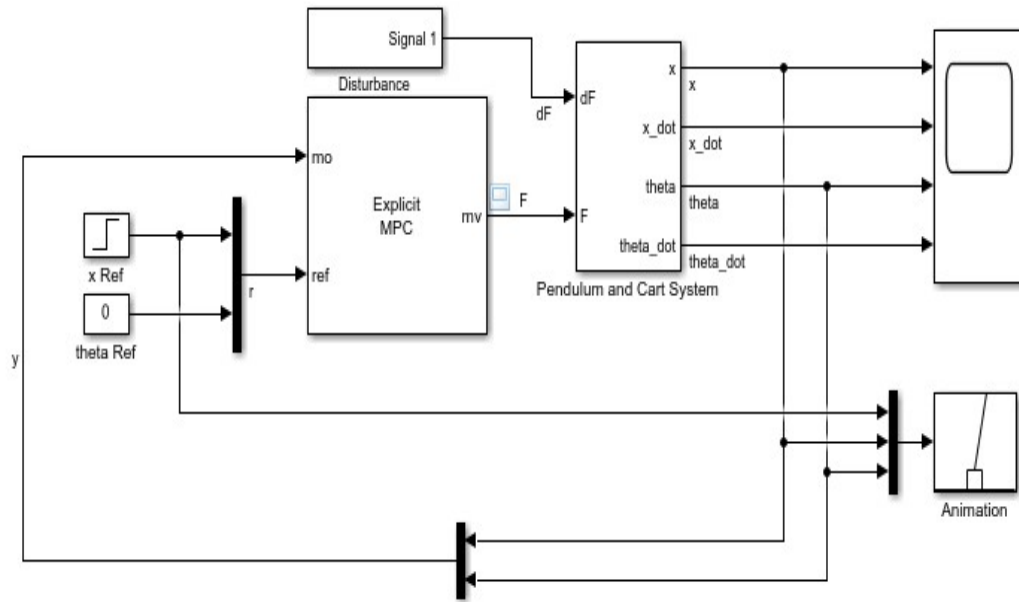 Signal 1
Disturbance
dF
dF
x
x
x_dot
x_dot
mo
Explicit
MPC
mv
F
F
theta
theta
theta_dot
theta_dot
Pendulum and Cart System
x Ref
r
ref
0
theta Ref
y
Animation